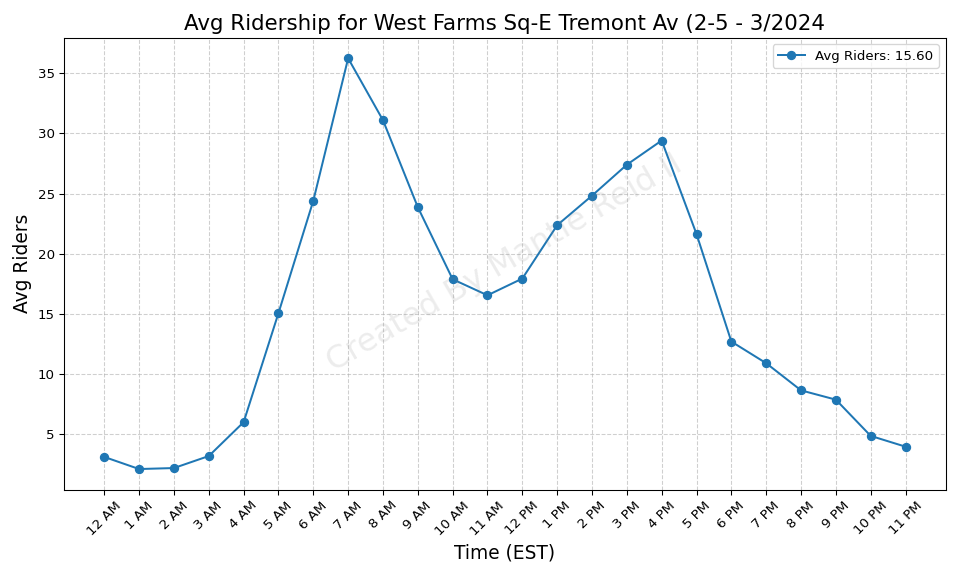 Avg Ridership for West Farms Sq-E Tremont Av (2-5 - 3/2024
Avg Riders: 15.60
Avg Riders
35
30
25
20
15
10
5
Created By Mantie Reid II
12 AM
1 AM
2 AM
3 AM
4 AM
5 AM
6 AM
7 AM
8 AM
9 AM
10 AM
11 AM
12 PM
1 PM
2 PM
3 PM
4 PM
5 PM
6 PM
7 PM
8 PM
9 PM
10 PM
11 PM
Time (EST)